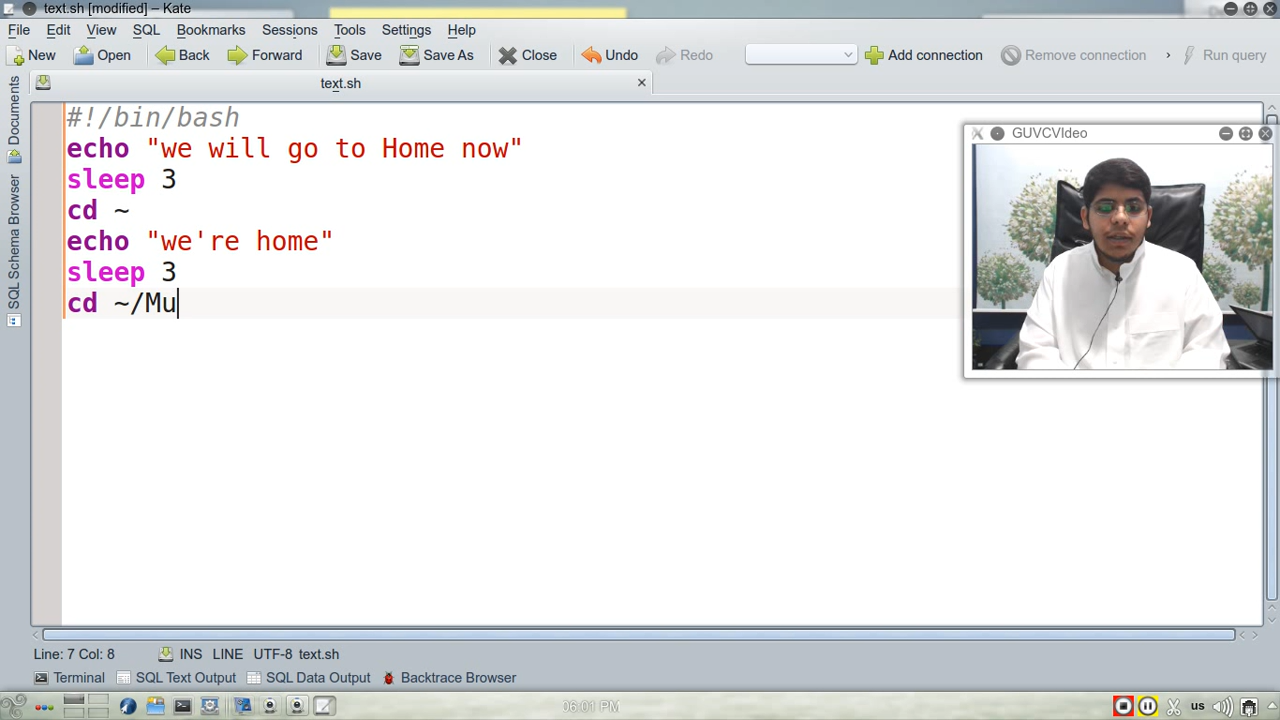 text.sh [modified] – Kate
File Edit View SQL Bookmarks Sessions Tools Settings Help
New Open Back Forward Save Save As Close Undo Redo Add connection Remove connection Run query
text.sh
Documents
SQL Schema Browser
#!/bin/bash
echo "we will go to Home now"
sleep 3
cd ~
echo "we're home"
sleep 3
cd ~/Mu
GUVCVIdeo
Line: 7 Col: 8 INS LINE UTF-8 text.sh
Terminal SQL Text Output SQL Data Output Backtrace Browser
06:01 PM us